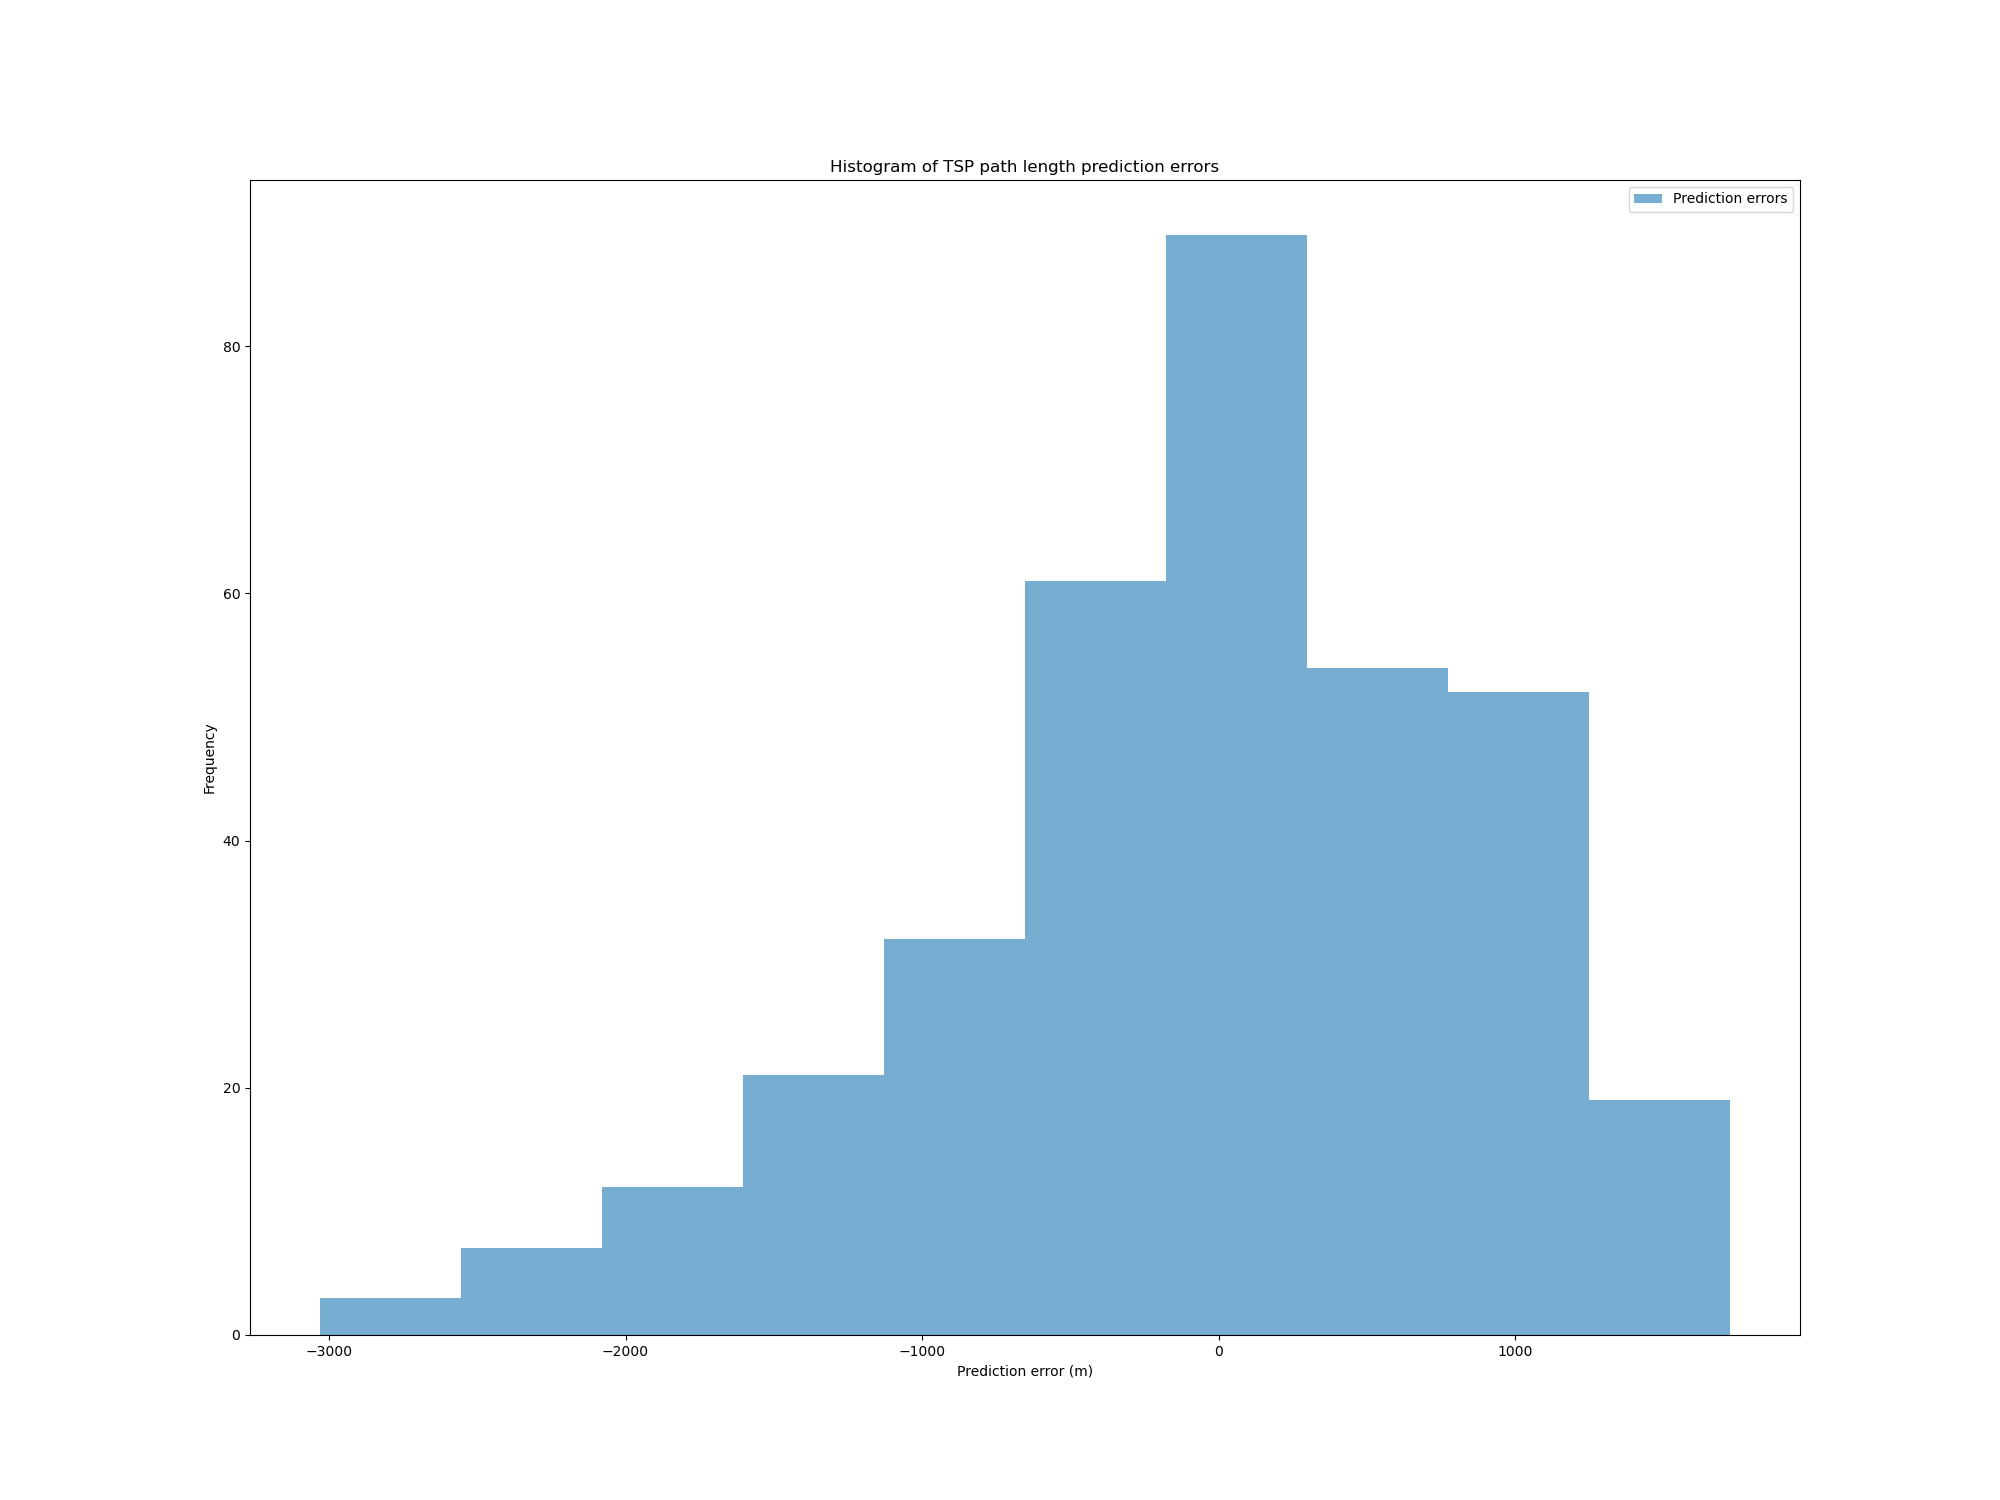 Histogram of TSP path length prediction errors
Prediction errors
80
60
40
20
0
Frequency
−3000
−2000
−1000
0
1000
Prediction error (m)